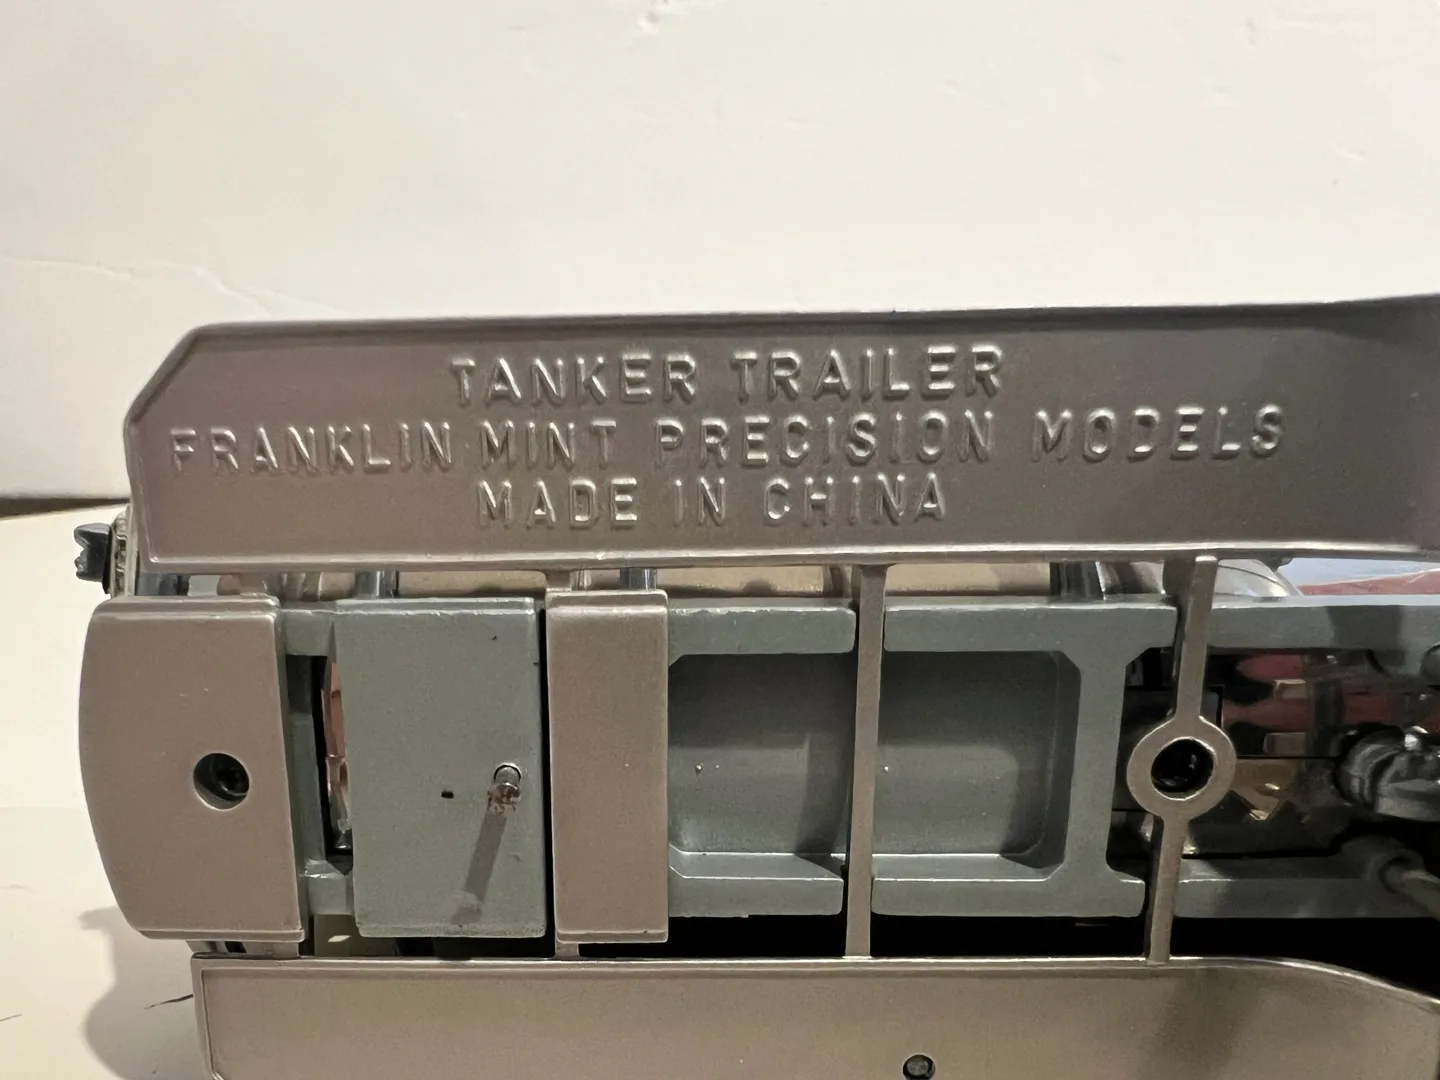 TANKER TRAILER
FRANKLIN MINT PRECISION MODELS
MADE IN CHINA